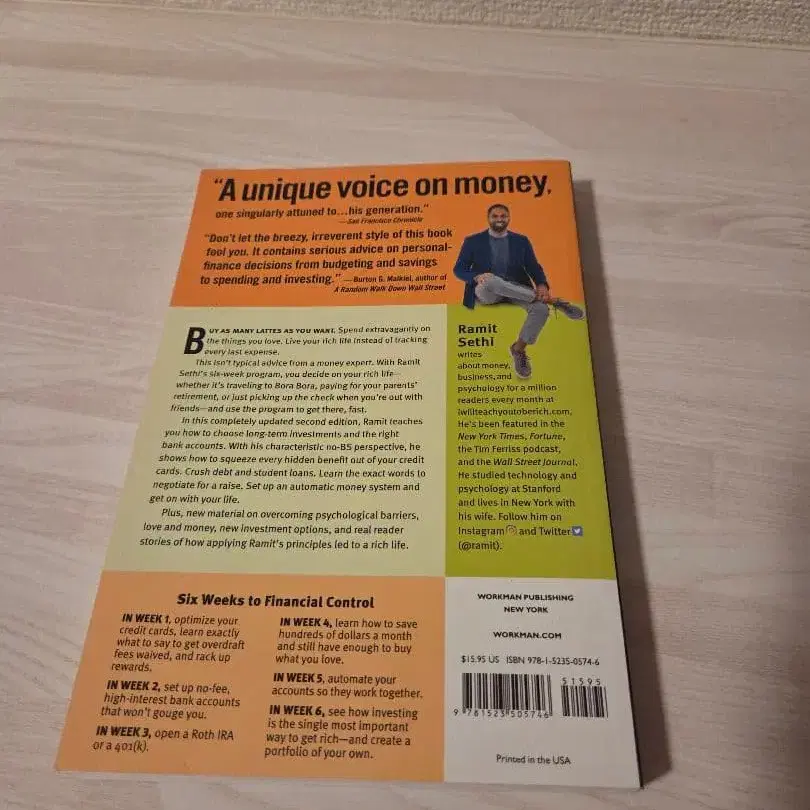 "A unique voice on money,
one singularly attuned to...his generation."
—San Francisco Chronicle
"Don't let the breezy, irreverent style of this book
fool you. It contains serious advice on personal-
finance decisions from budgeting and savings
to spending and investing." —Burton G. Malkiel, author of
A Random Walk Down Wall Street
BUY AS MANY LATTES AS YOU WANT. Spend extravagantly on
the things you love. Live your rich life instead of tracking
every last expense.
This isn't typical advice from a money expert. With Ramit
Sethi's six-week program, you decide on your rich life—
whether it's traveling to Bora Bora, paying for your parents'
retirement, or just picking up the check when you're out with
friends—and use the program to get there, fast.
In this completely updated second edition, Ramit teaches
you how to choose long-term investments and the right
bank accounts. With his characteristic no-BS perspective, he
shows how to squeeze every hidden benefit out of your credit
cards. Crush debt and student loans. Learn the exact words to
negotiate for a raise. Set up an automatic money system and
get on with your life.
Plus, new material on overcoming psychological barriers,
love and money, new investment options, and real reader
stories of how applying Ramit's principles led to a rich life.
Ramit
Sethi
writes
about money,
business, and
psychology for a million
readers every month at
iwillteachyoutoberich.com.
He's been featured in the
New York Times, Fortune,
the Tim Ferriss podcast,
and the Wall Street Journal.
He studied technology and
psychology at Stanford
and lives in New York with
his wife. Follow him on
Instagram and Twitter
(@ramit).
Six Weeks to Financial Control
IN WEEK 1, optimize your
credit cards, learn exactly
what to say to get overdraft
fees waived, and rack up
rewards.
IN WEEK 2, set up no-fee,
high-interest bank accounts
that won't gouge you.
IN WEEK 3, open a Roth IRA
or a 401(k).
IN WEEK 4, learn how to save
hundreds of dollars a month
and still have enough to buy
what you love.
IN WEEK 5, automate your
accounts so they work together.
IN WEEK 6, see how investing
is the single most important
way to get rich—and create a
portfolio of your own.
WORKMAN PUBLISHING
NEW YORK
WORKMAN.COM
$15.95 US ISBN 978-1-5235-0574-6
51595
9 781523 505746
Printed in the USA